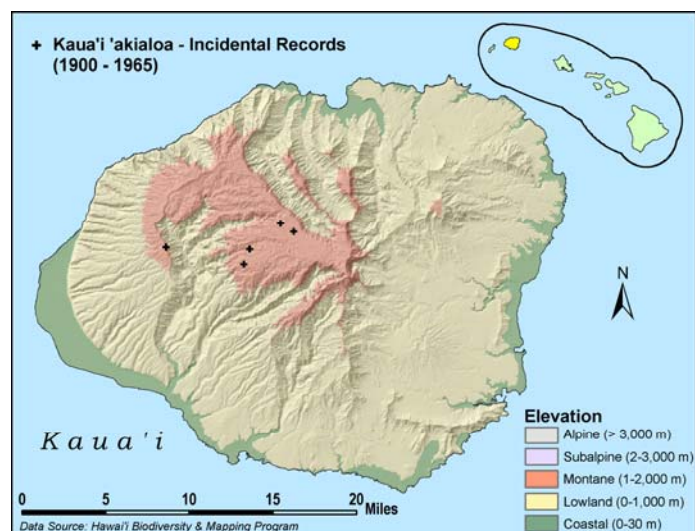 + Kaua'i 'akialoa - Incidental Records
(1900 - 1965)
N
Kaua'i
Elevation
Alpine (> 3,000 m)
Subalpine (2-3,000 m)
Montane (1-2,000 m)
Lowland (0-1,000 m)
Coastal (0-30 m)
0 5 10 20
Miles
Data Source: Hawai'i Biodiversity & Mapping Program